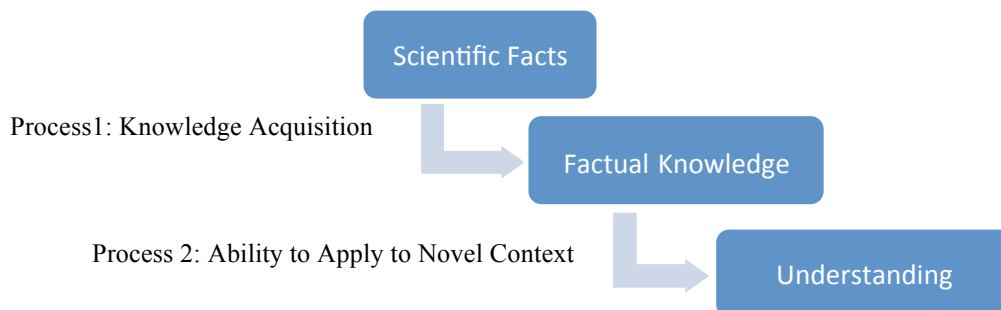 Scientific Facts
Process1: Knowledge Acquisition
Factual Knowledge
Process 2: Ability to Apply to Novel Context
Understanding